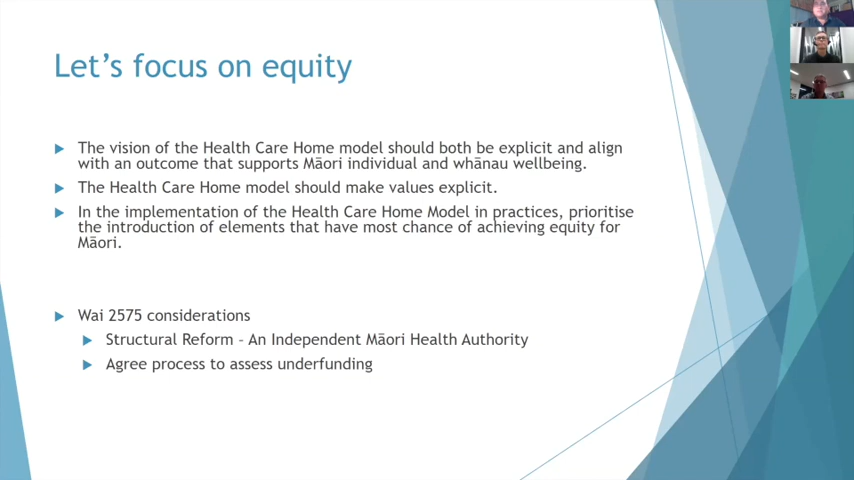 Let's focus on equity
The vision of the Health Care Home model should both be explicit and align
with an outcome that supports Māori individual and whānau wellbeing.
The Health Care Home model should make values explicit.
In the implementation of the Health Care Home Model in practices, prioritise
the introduction of elements that have most chance of achieving equity for
Māori.
Wai 2575 considerations
Structural Reform – An Independent Māori Health Authority
Agree process to assess underfunding